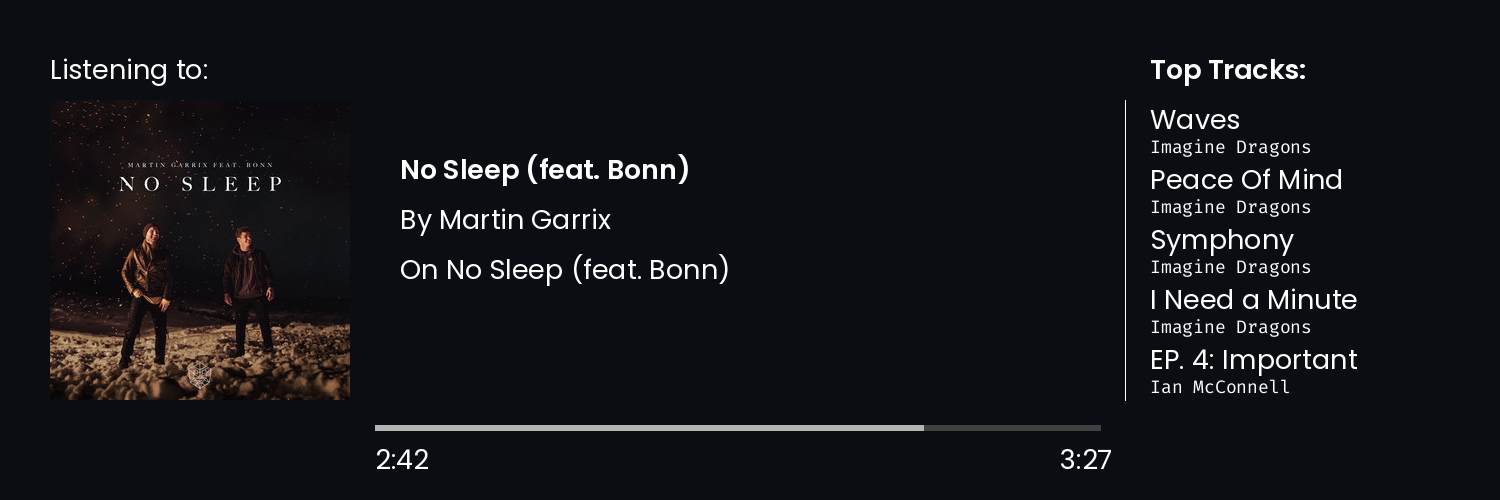 Listening to:
MARTIN GARRIX FEAT. BONN
NO SLEEP
No Sleep (feat. Bonn)
By Martin Garrix
On No Sleep (feat. Bonn)
2:42
3:27
Top Tracks:
Waves
Imagine Dragons
Peace Of Mind
Imagine Dragons
Symphony
Imagine Dragons
I Need a Minute
Imagine Dragons
EP. 4: Important
Ian McConnell